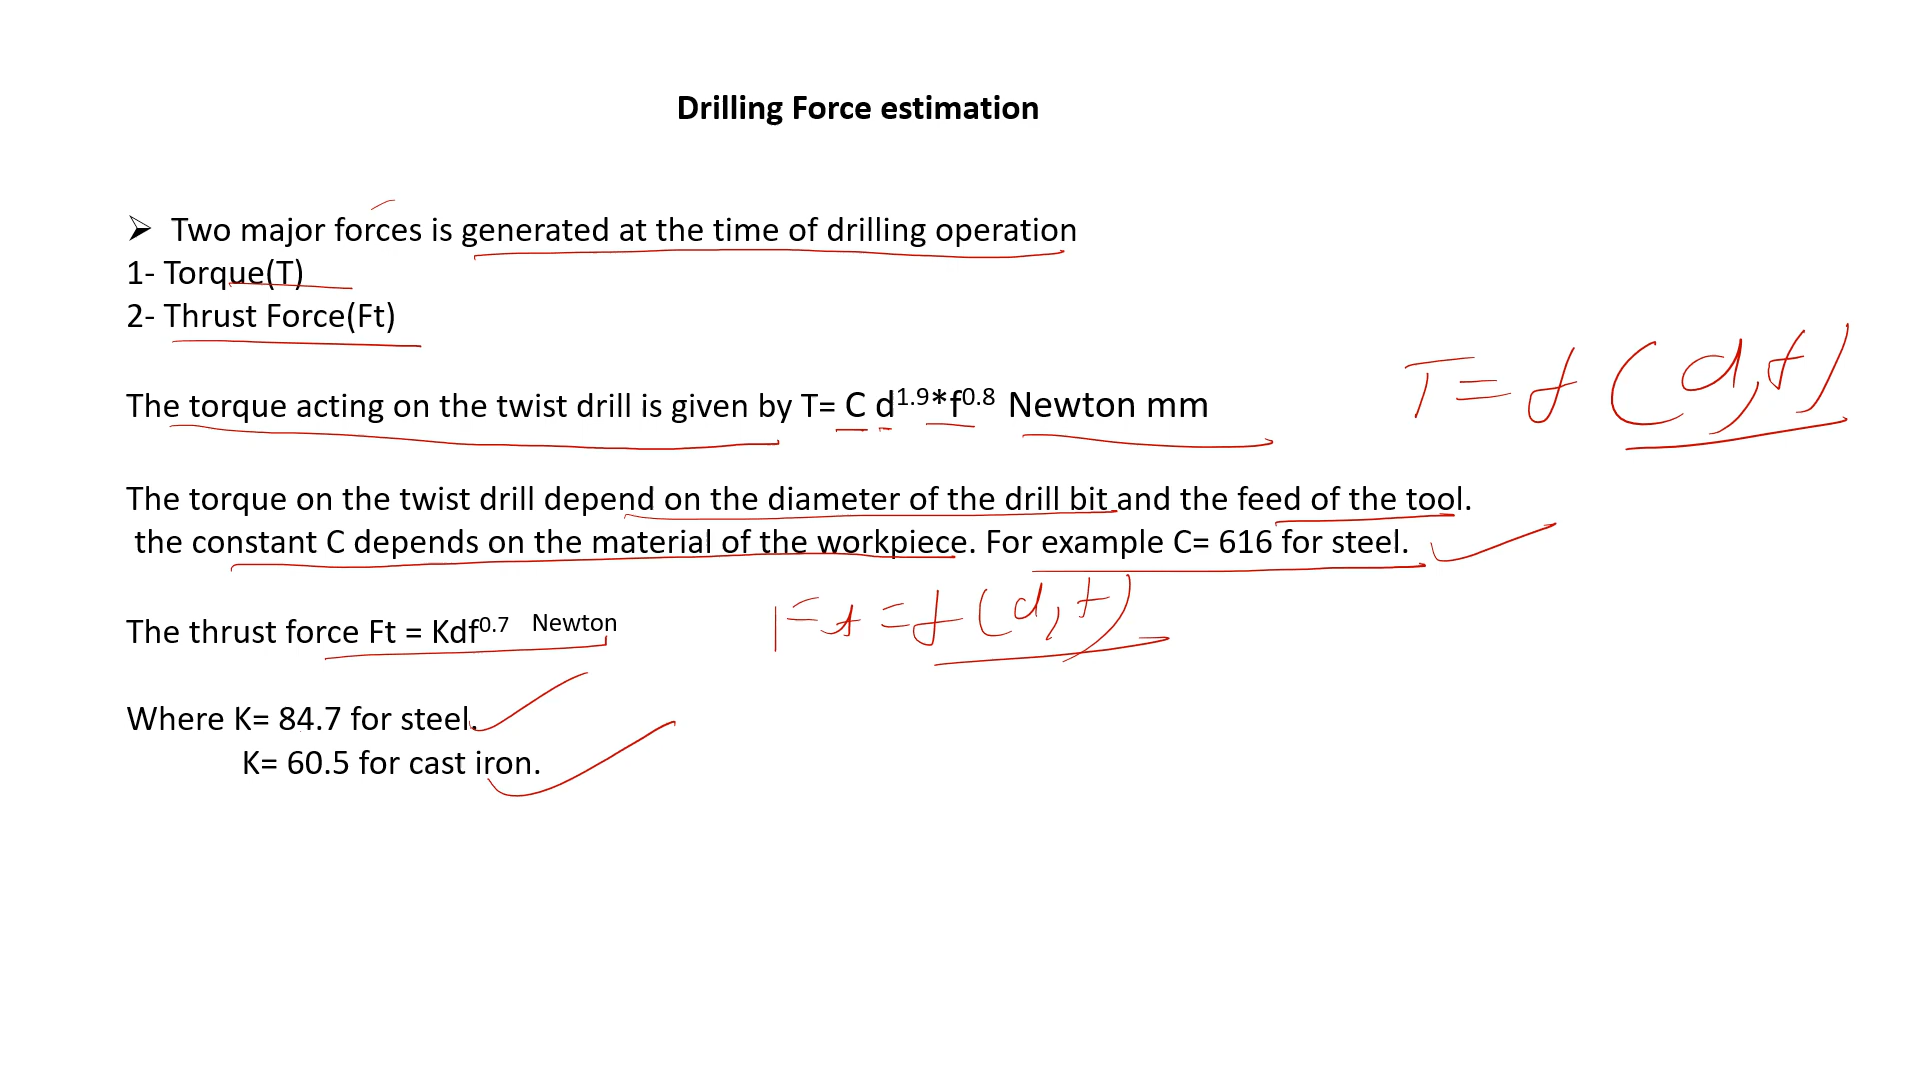 Drilling Force estimation
➢ Two major forces is generated at the time of drilling operation
1- Torque(T)
2- Thrust Force(Ft)
T = f (d, f)
The torque acting on the twist drill is given by T= C d^1.9*f^0.8 Newton mm
The torque on the twist drill depend on the diameter of the drill bit and the feed of the tool.
the constant C depends on the material of the workpiece. For example C= 616 for steel.
The thrust force Ft = Kdf^0.7 Newton
Ft = f (d, f)
Where K= 84.7 for steel.
K= 60.5 for cast iron.